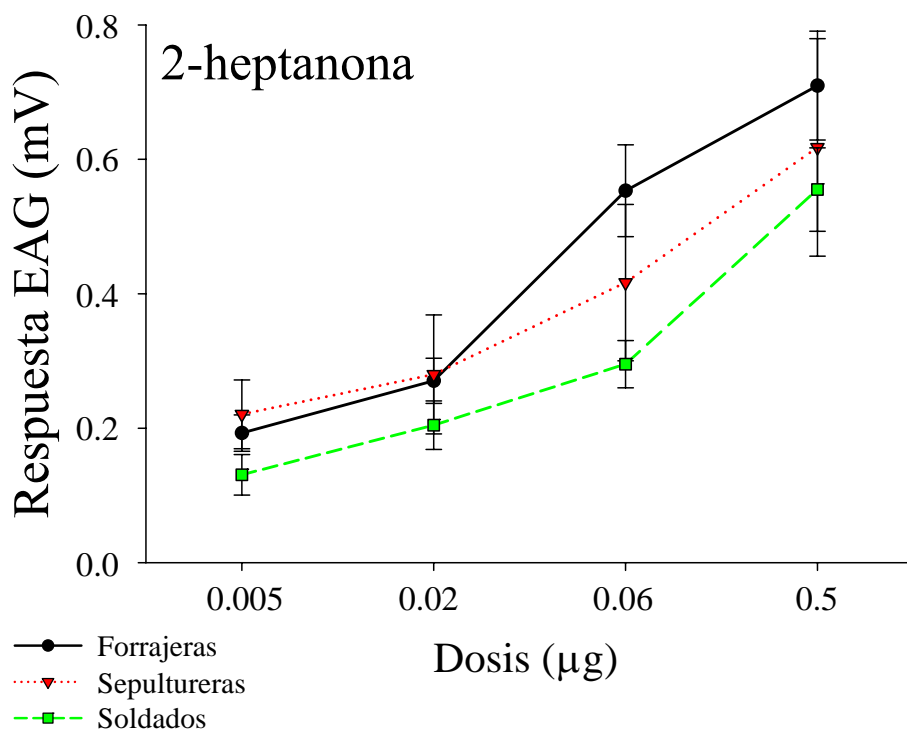 2-heptanona
Respuesta EAG (mV)
0.8
0.6
0.4
0.2
0.0
0.005 0.02 0.06 0.5
Dosis (µg)
Forrajeras
Sepultureras
Soldados